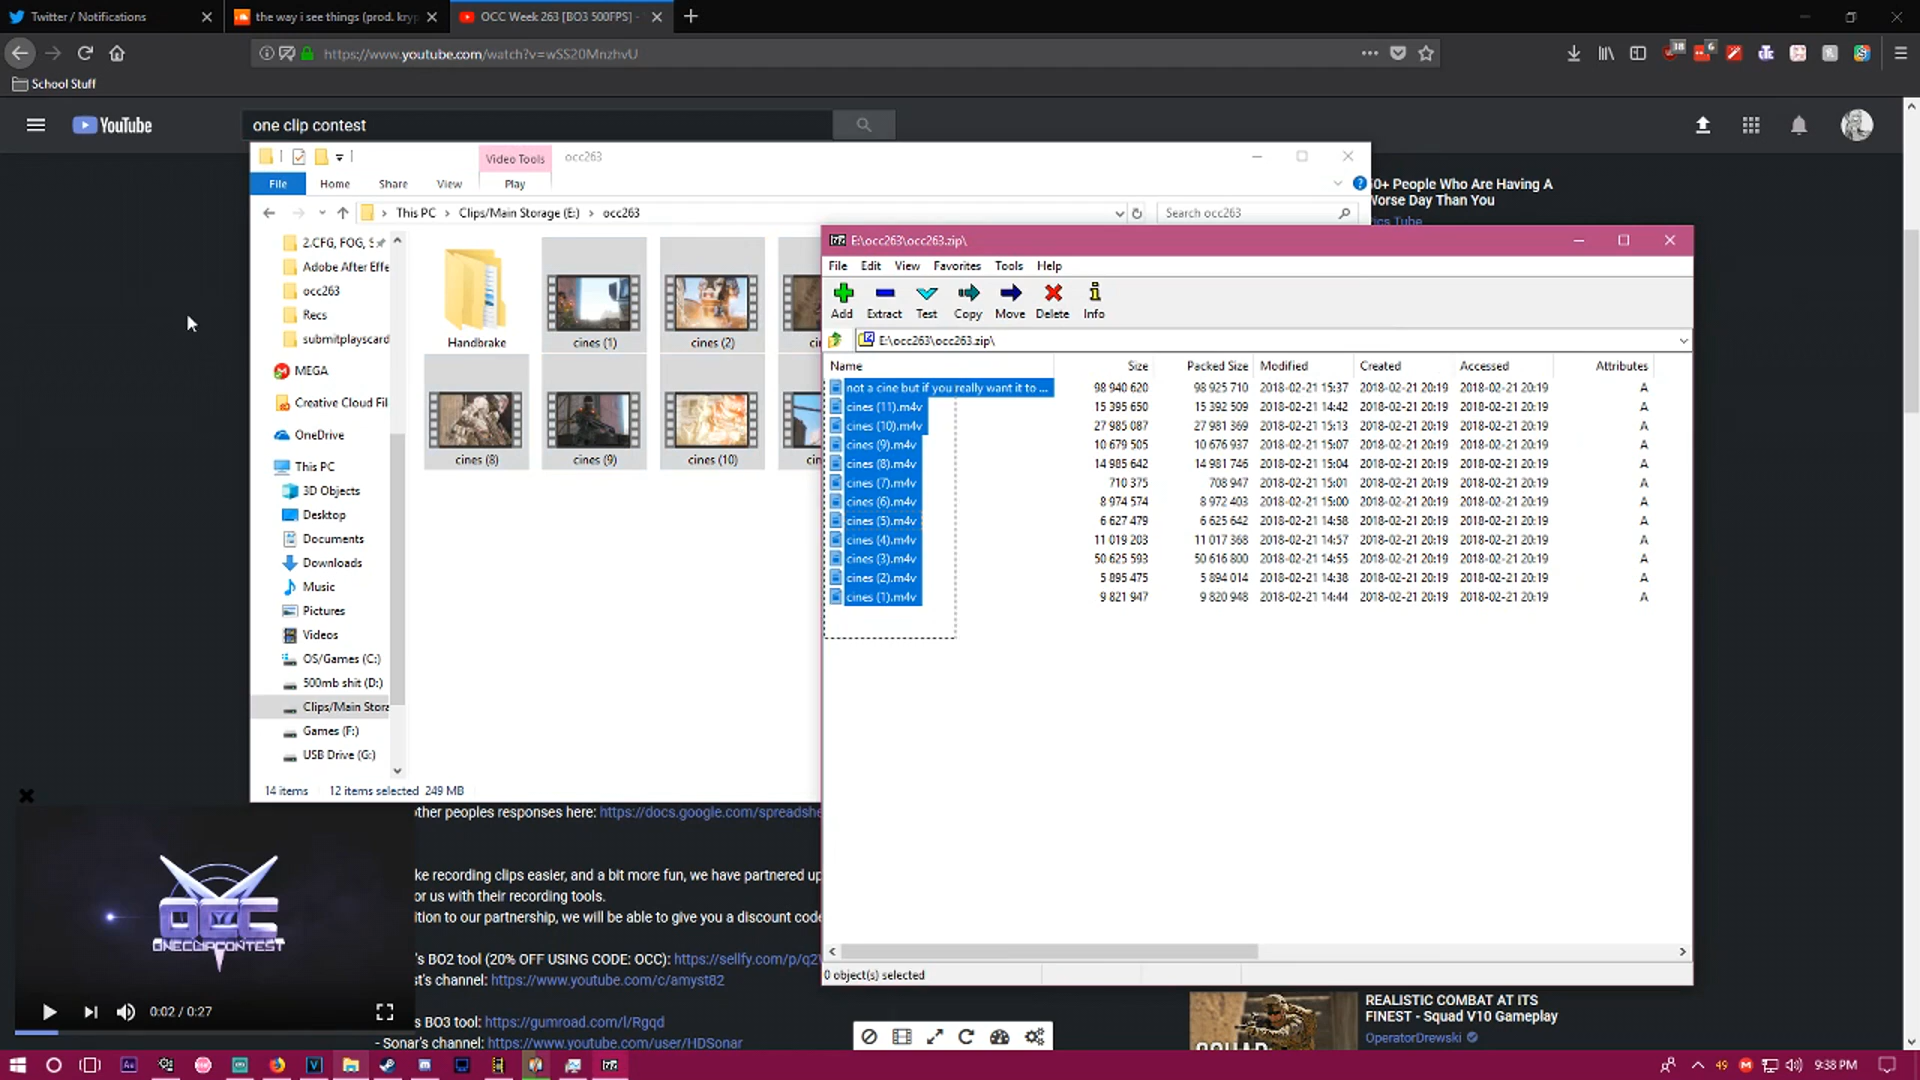 Twitter / Notifications
the way i see things (prod. kryp
OCC Week 263 [BO3 500FPS] -
https://www.youtube.com/watch?v=wSS20MnzhvU
18
6
School Stuff
YouTube
one clip contest
Video Tools
occ263
File
Home
Share
View
Play
This PC
Clips/Main Storage (E:)
occ263
Search occ263
50+ People Who Are Having A
Worse Day Than You
Pics Tube
2.CFG, FOG, S
Adobe After Effe
occ263
Recs
submitplayscard
MEGA
Creative Cloud Fil
OneDrive
This PC
3D Objects
Desktop
Documents
Downloads
Music
Pictures
Videos
OS/Games (C:)
500mb shit (D:)
Clips/Main Stora
Games (F:)
USB Drive (G:)
Handbrake
cines (1)
cines (2)
cines (8)
cines (9)
cines (10)
14 items
12 items selected 249 MB
E:\occ263\occ263.zip\
File
Edit
View
Favorites
Tools
Help
Add
Extract
Test
Copy
Move
Delete
Info
E:\occ263\occ263.zip\
Name Size Packed Size Modified Created Accessed Attributes
not a cine but if you really want it to ... 98 940 620 98 925 710 2018-02-21 15:37 2018-02-21 20:19 2018-02-21 20:19 A
cines (11).m4v 15 395 650 15 392 509 2018-02-21 14:42 2018-02-21 20:19 2018-02-21 20:19 A
cines (10).m4v 27 985 087 27 981 369 2018-02-21 15:13 2018-02-21 20:19 2018-02-21 20:19 A
cines (9).m4v 10 679 505 10 676 937 2018-02-21 15:07 2018-02-21 20:19 2018-02-21 20:19 A
cines (8).m4v 14 985 642 14 981 746 2018-02-21 15:04 2018-02-21 20:19 2018-02-21 20:19 A
cines (7).m4v 710 375 708 947 2018-02-21 15:01 2018-02-21 20:19 2018-02-21 20:19 A
cines (6).m4v 8 974 574 8 972 403 2018-02-21 15:00 2018-02-21 20:19 2018-02-21 20:19 A
cines (5).m4v 6 627 479 6 625 642 2018-02-21 14:58 2018-02-21 20:19 2018-02-21 20:19 A
cines (4).m4v 11 019 203 11 017 368 2018-02-21 14:57 2018-02-21 20:19 2018-02-21 20:19 A
cines (3).m4v 50 625 593 50 616 800 2018-02-21 14:55 2018-02-21 20:19 2018-02-21 20:19 A
cines (2).m4v 5 895 475 5 894 014 2018-02-21 14:38 2018-02-21 20:19 2018-02-21 20:19 A
cines (1).m4v 9 821 947 9 820 948 2018-02-21 14:44 2018-02-21 20:19 2018-02-21 20:19 A
0 object(s) selected
other peoples responses here: https://docs.google.com/spreadshe
ke recording clips easier, and a bit more fun, we have partnered up
or us with their recording tools.
ition to our partnership, we will be able to give you a discount code
's BO2 tool (20% OFF USING CODE: OCC): https://sellfy.com/p/q2
st's channel: https://www.youtube.com/c/amyst82
s BO3 tool: https://gumroad.com/l/Rgqd
- Sonar's channel: https://www.youtube.com/user/HDSonar
OCC
ONECLIPCONTEST
0:02 / 0:27
REALISTIC COMBAT AT ITS
FINEST - Squad V10 Gameplay
OperatorDrewski
49
9:38 PM